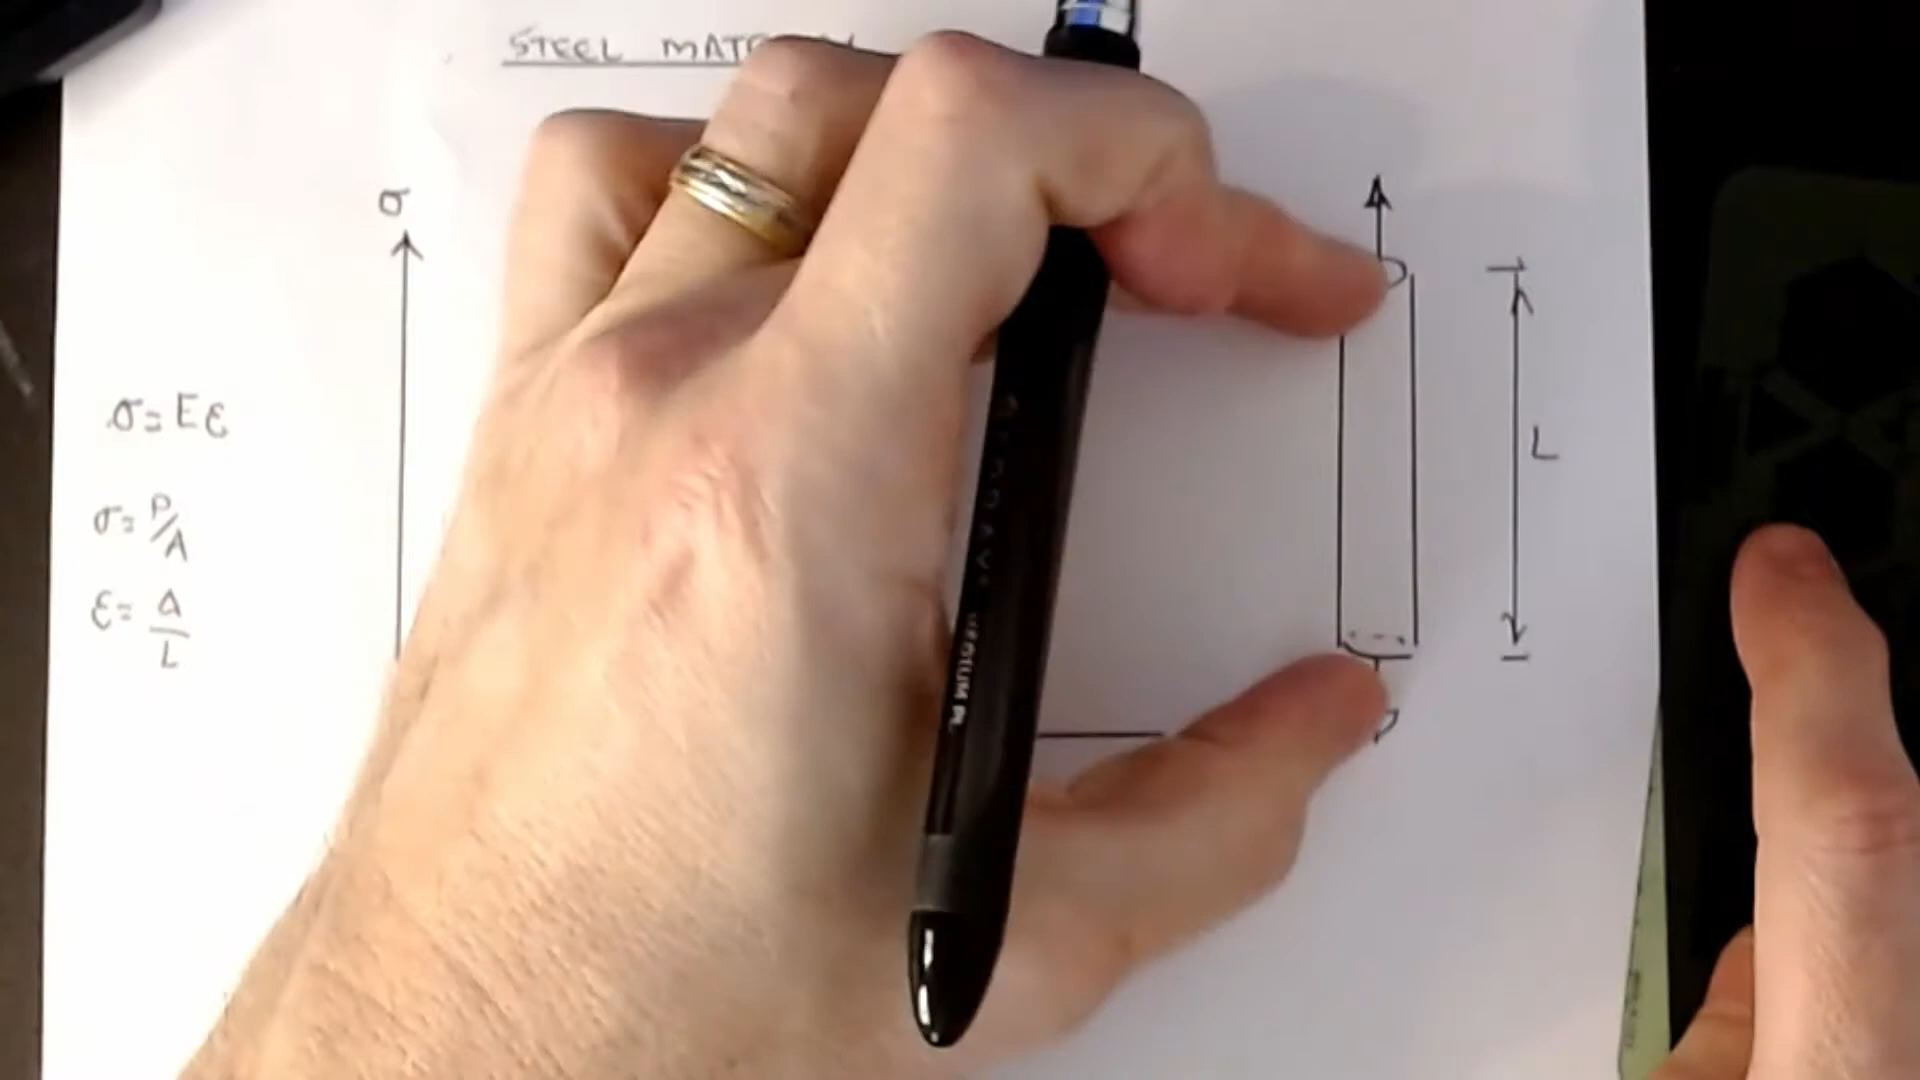 STEEL
σ
σ = Eε
σ = P/A
ε = Δ/L
L